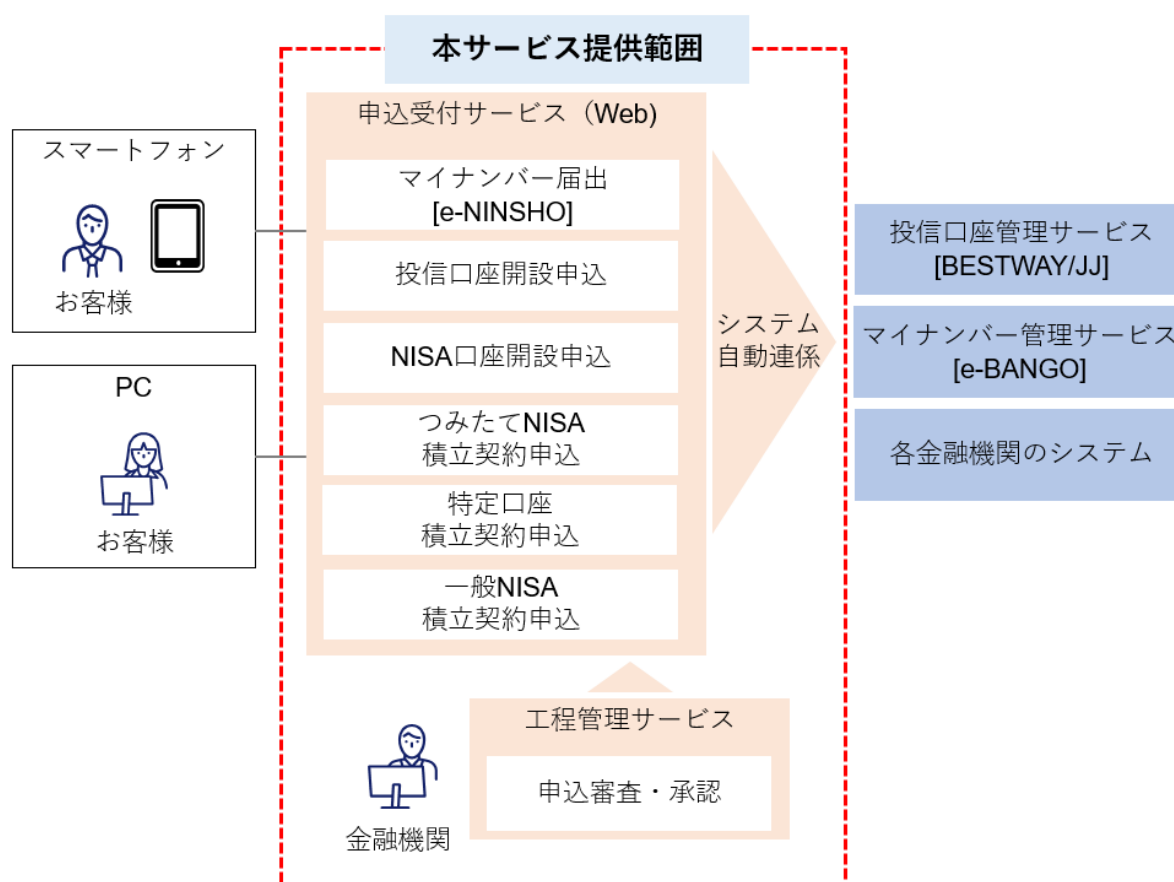 本サービス提供範囲
スマートフォン
お客様
PC
お客様
申込受付サービス（Web)
マイナンバー届出
[e-NINSHO]
投信口座開設申込
NISA口座開設申込
つみたてNISA
積立契約申込
特定口座
積立契約申込
一般NISA
積立契約申込
システム
自動連係
投信口座管理サービス
[BESTWAY/JJ]
マイナンバー管理サービス
[e-BANGO]
各金融機関のシステム
工程管理サービス
申込審査・承認
金融機関